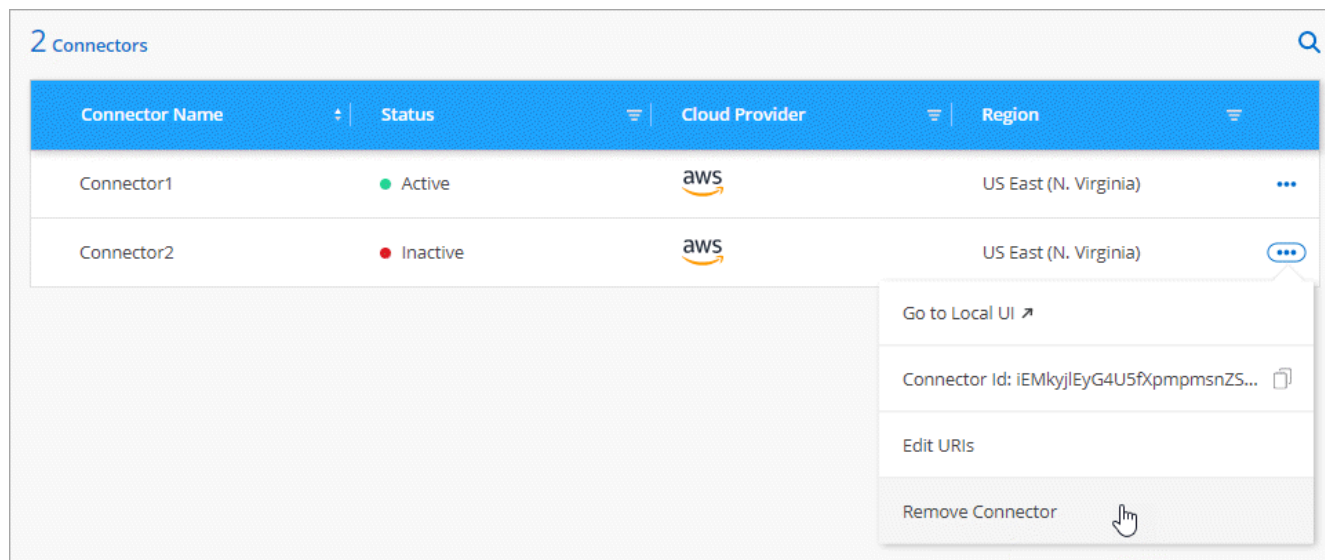 2 Connectors
Connector Name Status Cloud Provider Region
Connector1 Active aws US East (N. Virginia)
Connector2 Inactive aws US East (N. Virginia)
Go to Local UI
Connector Id: iEMkyjlEyG4U5fXpmpmsnZS...
Edit URIs
Remove Connector